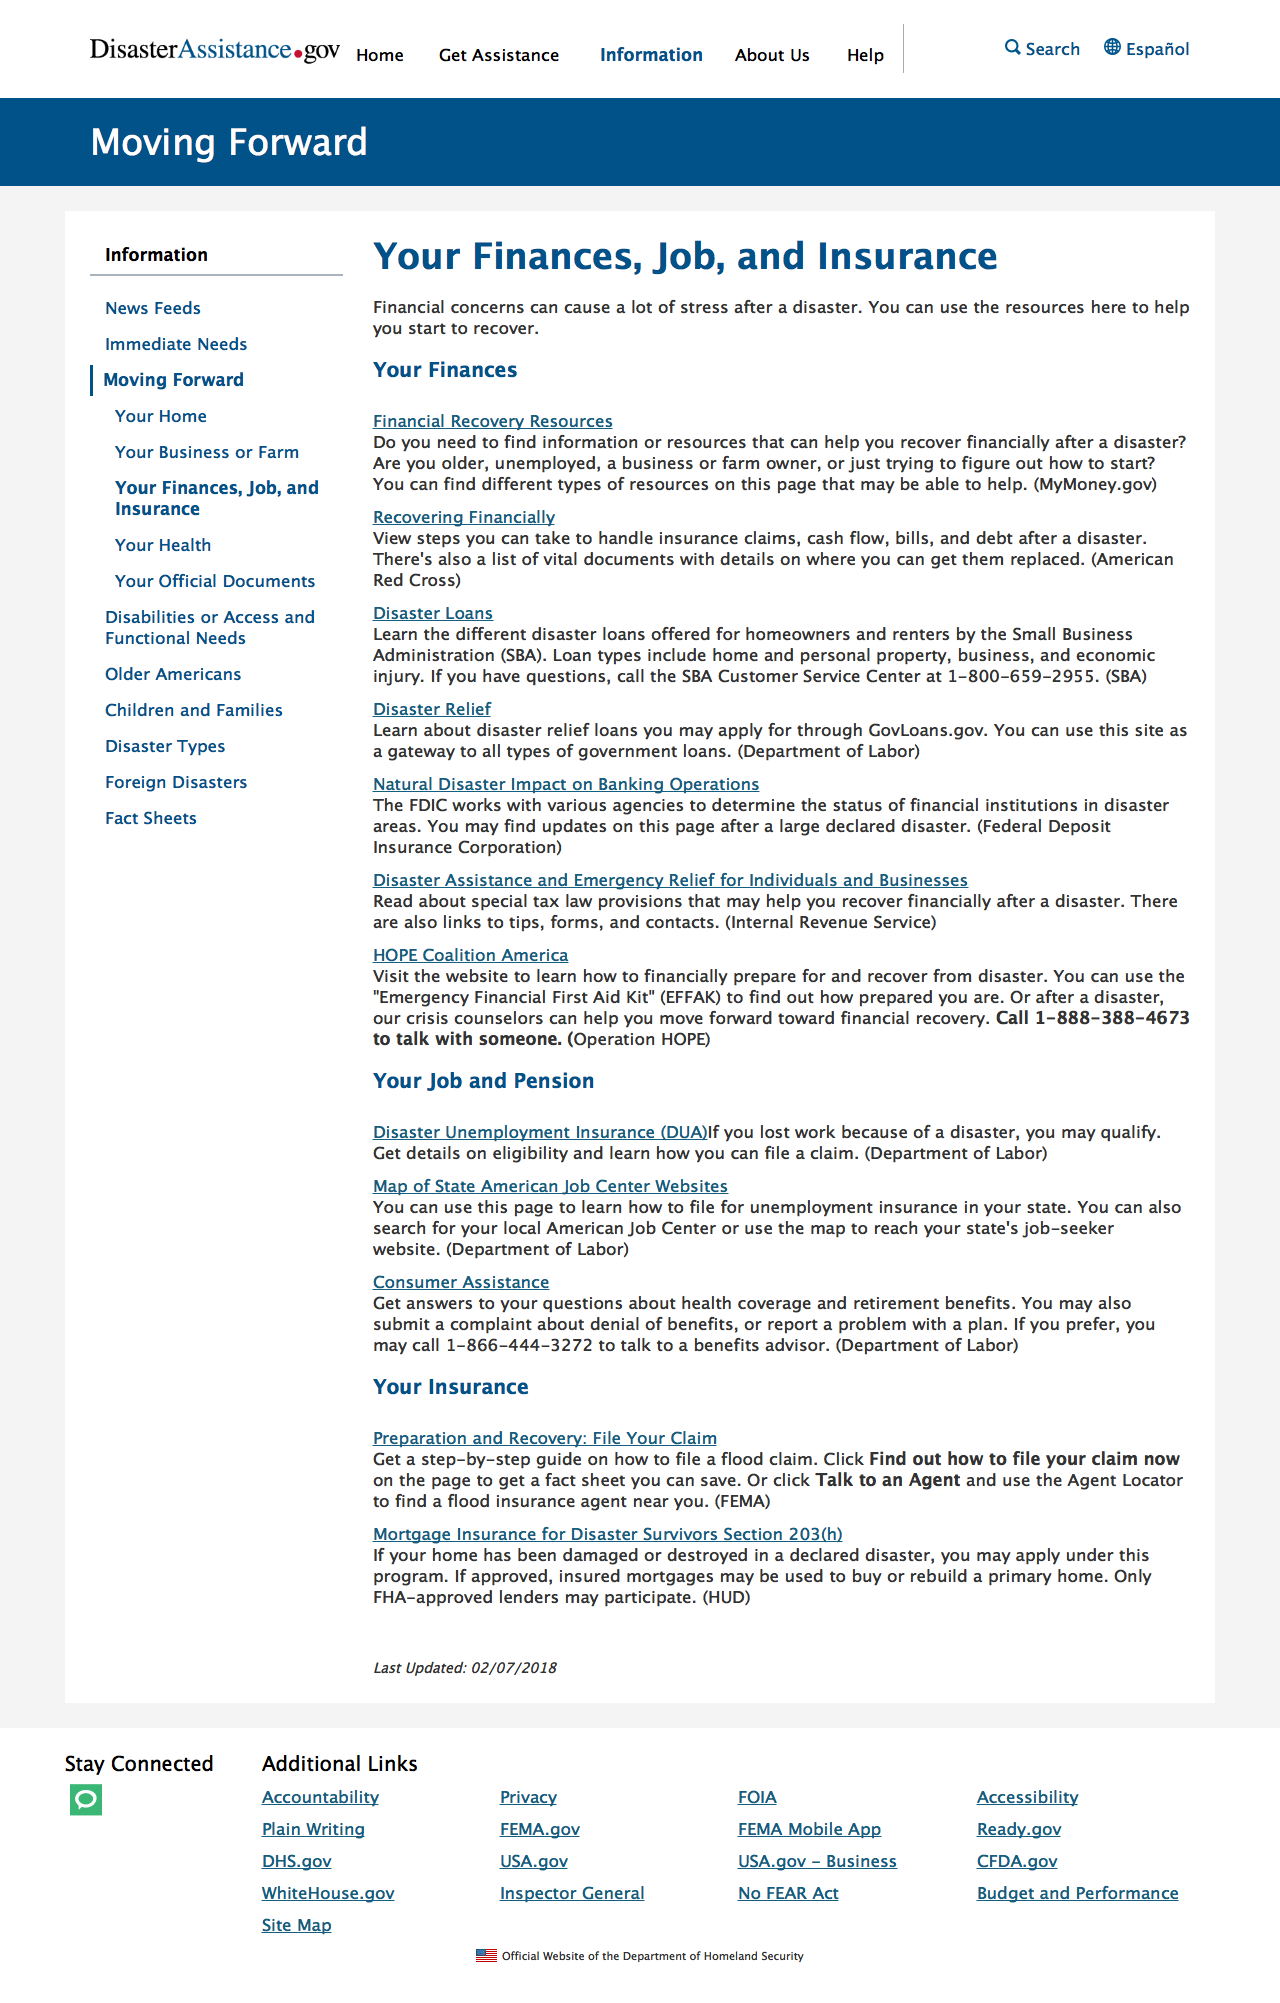 DisasterAssistance.gov
Home
Get Assistance
Information
About Us
Help
Search
Español
Moving Forward
Information
News Feeds
Immediate Needs
Moving Forward
Your Home
Your Business or Farm
Your Finances, Job, and
Insurance
Your Health
Your Official Documents
Disabilities or Access and
Functional Needs
Older Americans
Children and Families
Disaster Types
Foreign Disasters
Fact Sheets
Your Finances, Job, and Insurance
Financial concerns can cause a lot of stress after a disaster. You can use the resources here to help
you start to recover.
Your Finances
Financial Recovery Resources
Do you need to find information or resources that can help you recover financially after a disaster?
Are you older, unemployed, a business or farm owner, or just trying to figure out how to start?
You can find different types of resources on this page that may be able to help. (MyMoney.gov)
Recovering Financially
View steps you can take to handle insurance claims, cash flow, bills, and debt after a disaster.
There's also a list of vital documents with details on where you can get them replaced. (American
Red Cross)
Disaster Loans
Learn the different disaster loans offered for homeowners and renters by the Small Business
Administration (SBA). Loan types include home and personal property, business, and economic
injury. If you have questions, call the SBA Customer Service Center at 1-800-659-2955. (SBA)
Disaster Relief
Learn about disaster relief loans you may apply for through GovLoans.gov. You can use this site as
a gateway to all types of government loans. (Department of Labor)
Natural Disaster Impact on Banking Operations
The FDIC works with various agencies to determine the status of financial institutions in disaster
areas. You may find updates on this page after a large declared disaster. (Federal Deposit
Insurance Corporation)
Disaster Assistance and Emergency Relief for Individuals and Businesses
Read about special tax law provisions that may help you recover financially after a disaster. There
are also links to tips, forms, and contacts. (Internal Revenue Service)
HOPE Coalition America
Visit the website to learn how to financially prepare for and recover from disaster. You can use the
"Emergency Financial First Aid Kit" (EFFAK) to find out how prepared you are. Or after a disaster,
our crisis counselors can help you move forward toward financial recovery. Call 1-888-388-4673
to talk with someone. (Operation HOPE)
Your Job and Pension
Disaster Unemployment Insurance (DUA)If you lost work because of a disaster, you may qualify.
Get details on eligibility and learn how you can file a claim. (Department of Labor)
Map of State American Job Center Websites
You can use this page to learn how to file for unemployment insurance in your state. You can also
search for your local American Job Center or use the map to reach your state's job-seeker
website. (Department of Labor)
Consumer Assistance
Get answers to your questions about health coverage and retirement benefits. You may also
submit a complaint about denial of benefits, or report a problem with a plan. If you prefer, you
may call 1-866-444-3272 to talk to a benefits advisor. (Department of Labor)
Your Insurance
Preparation and Recovery: File Your Claim
Get a step-by-step guide on how to file a flood claim. Click Find out how to file your claim now
on the page to get a fact sheet you can save. Or click Talk to an Agent and use the Agent Locator
to find a flood insurance agent near you. (FEMA)
Mortgage Insurance for Disaster Survivors Section 203(h)
If your home has been damaged or destroyed in a declared disaster, you may apply under this
program. If approved, insured mortgages may be used to buy or rebuild a primary home. Only
FHA-approved lenders may participate. (HUD)
Last Updated: 02/07/2018
Stay Connected
Additional Links
Accountability
Privacy
FOIA
Accessibility
Plain Writing
FEMA.gov
FEMA Mobile App
Ready.gov
DHS.gov
USA.gov
USA.gov - Business
CFDA.gov
WhiteHouse.gov
Inspector General
No FEAR Act
Budget and Performance
Site Map
Official Website of the Department of Homeland Security